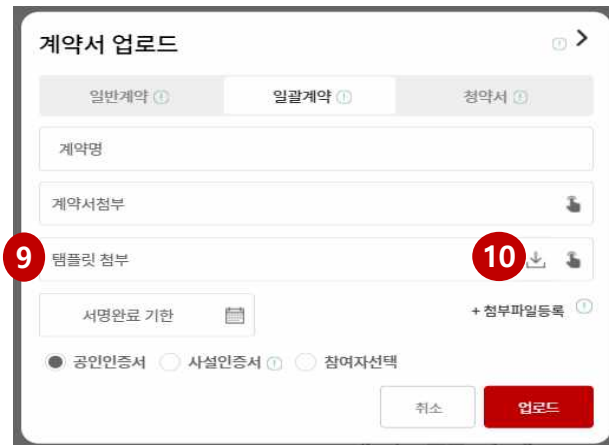 계약서 업로드
일반계약 일괄계약 청약서
계약명
계약서첨부
9 탬플릿 첨부 10
서명완료 기한 + 첨부파일등록
공인인증서 사설인증서 참여자선택
취소 업로드